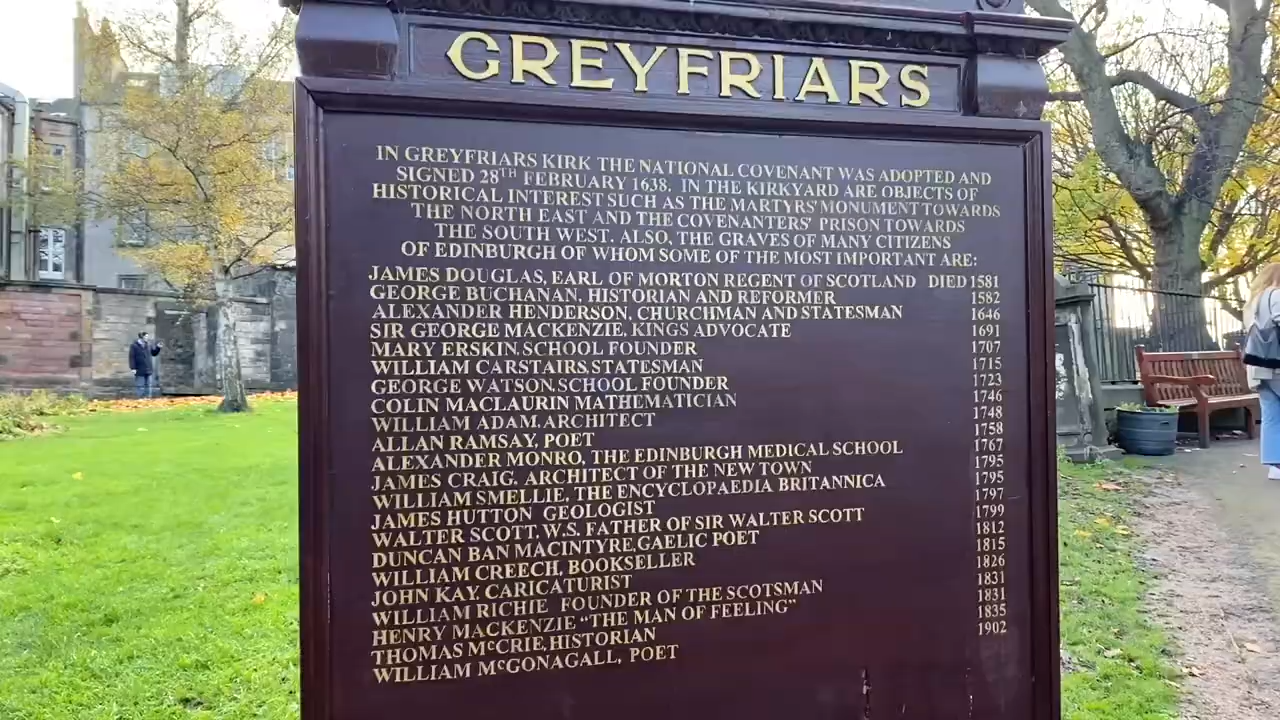 GREYFRIARS
IN GREYFRIARS KIRK THE NATIONAL COVENANT WAS ADOPTED AND
SIGNED 28TH FEBRUARY 1638. IN THE KIRKYARD ARE OBJECTS OF
HISTORICAL INTEREST SUCH AS THE MARTYRS' MONUMENT TOWARDS
THE NORTH EAST AND THE COVENANTERS' PRISON TOWARDS
THE SOUTH WEST. ALSO, THE GRAVES OF MANY CITIZENS
OF EDINBURGH OF WHOM SOME OF THE MOST IMPORTANT ARE:
JAMES DOUGLAS, EARL OF MORTON REGENT OF SCOTLAND DIED 1581
GEORGE BUCHANAN, HISTORIAN AND REFORMER 1582
ALEXANDER HENDERSON, CHURCHMAN AND STATESMAN 1646
SIR GEORGE MACKENZIE, KINGS ADVOCATE 1691
MARY ERSKIN, SCHOOL FOUNDER 1707
WILLIAM CARSTAIRS, STATESMAN 1715
GEORGE WATSON, SCHOOL FOUNDER 1723
COLIN MACLAURIN MATHEMATICIAN 1746
WILLIAM ADAM, ARCHITECT 1748
ALLAN RAMSAY, POET 1758
ALEXANDER MONRO, THE EDINBURGH MEDICAL SCHOOL 1767
JAMES CRAIG, ARCHITECT OF THE NEW TOWN 1795
WILLIAM SMELLIE, THE ENCYCLOPAEDIA BRITANNICA 1795
JAMES HUTTON GEOLOGIST 1797
WALTER SCOTT, W.S. FATHER OF SIR WALTER SCOTT 1799
DUNCAN BAN MACINTYRE, GAELIC POET 1812
WILLIAM CREECH, BOOKSELLER 1815
JOHN KAY, CARICATURIST 1826
WILLIAM RICHIE FOUNDER OF THE SCOTSMAN 1831
HENRY MACKENZIE "THE MAN OF FEELING" 1831
THOMAS McCRIE, HISTORIAN 1835
WILLIAM McGONAGALL, POET 1902